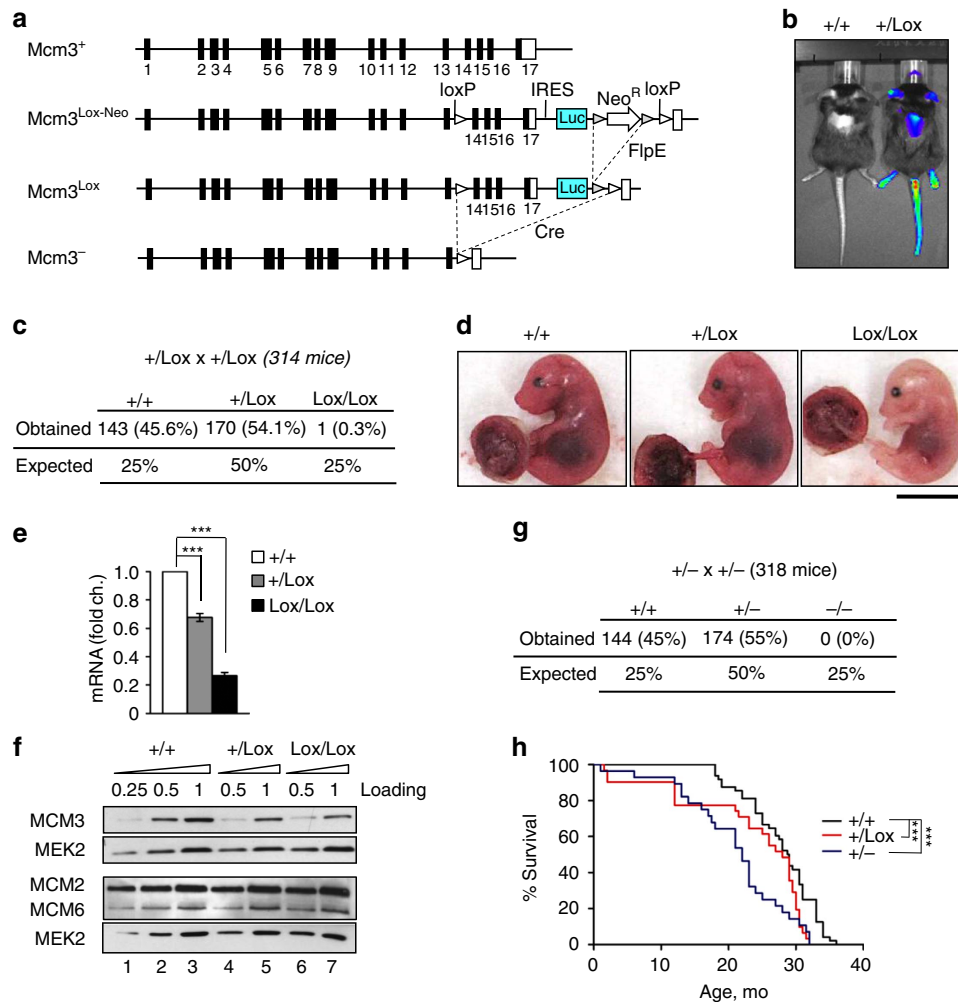 a
Mcm3+
1 2 3 4 5 6 7 8 9 10 11 12 13 14 15 16 17
loxP IRES NeoR loxP
Mcm3Lox-Neo
Luc
14 15 16 17
FlpE
Mcm3Lox
Luc
14 15 16 17
Cre
Mcm3−
b
+/+ +/Lox
c
+/Lox x +/Lox (314 mice)
+/+ +/Lox Lox/Lox
Obtained 143 (45.6%) 170 (54.1%) 1 (0.3%)
Expected 25% 50% 25%
d
+/+ +/Lox Lox/Lox
e
mRNA (fold ch.)
1.0
0.8
0.6
0.4
0.2
0
***
***
+/+
+/Lox
Lox/Lox
f
+/+ +/Lox Lox/Lox
0.25 0.5 1 0.5 1 0.5 1 Loading
MCM3
MEK2
MCM2
MCM6
MEK2
1 2 3 4 5 6 7
g
+/− x +/− (318 mice)
+/+ +/− −/−
Obtained 144 (45%) 174 (55%) 0 (0%)
Expected 25% 50% 25%
h
% Survival
100
80
60
40
20
0
0 10 20 30 40
Age, mo
+/+
+/Lox
+/−
***
***